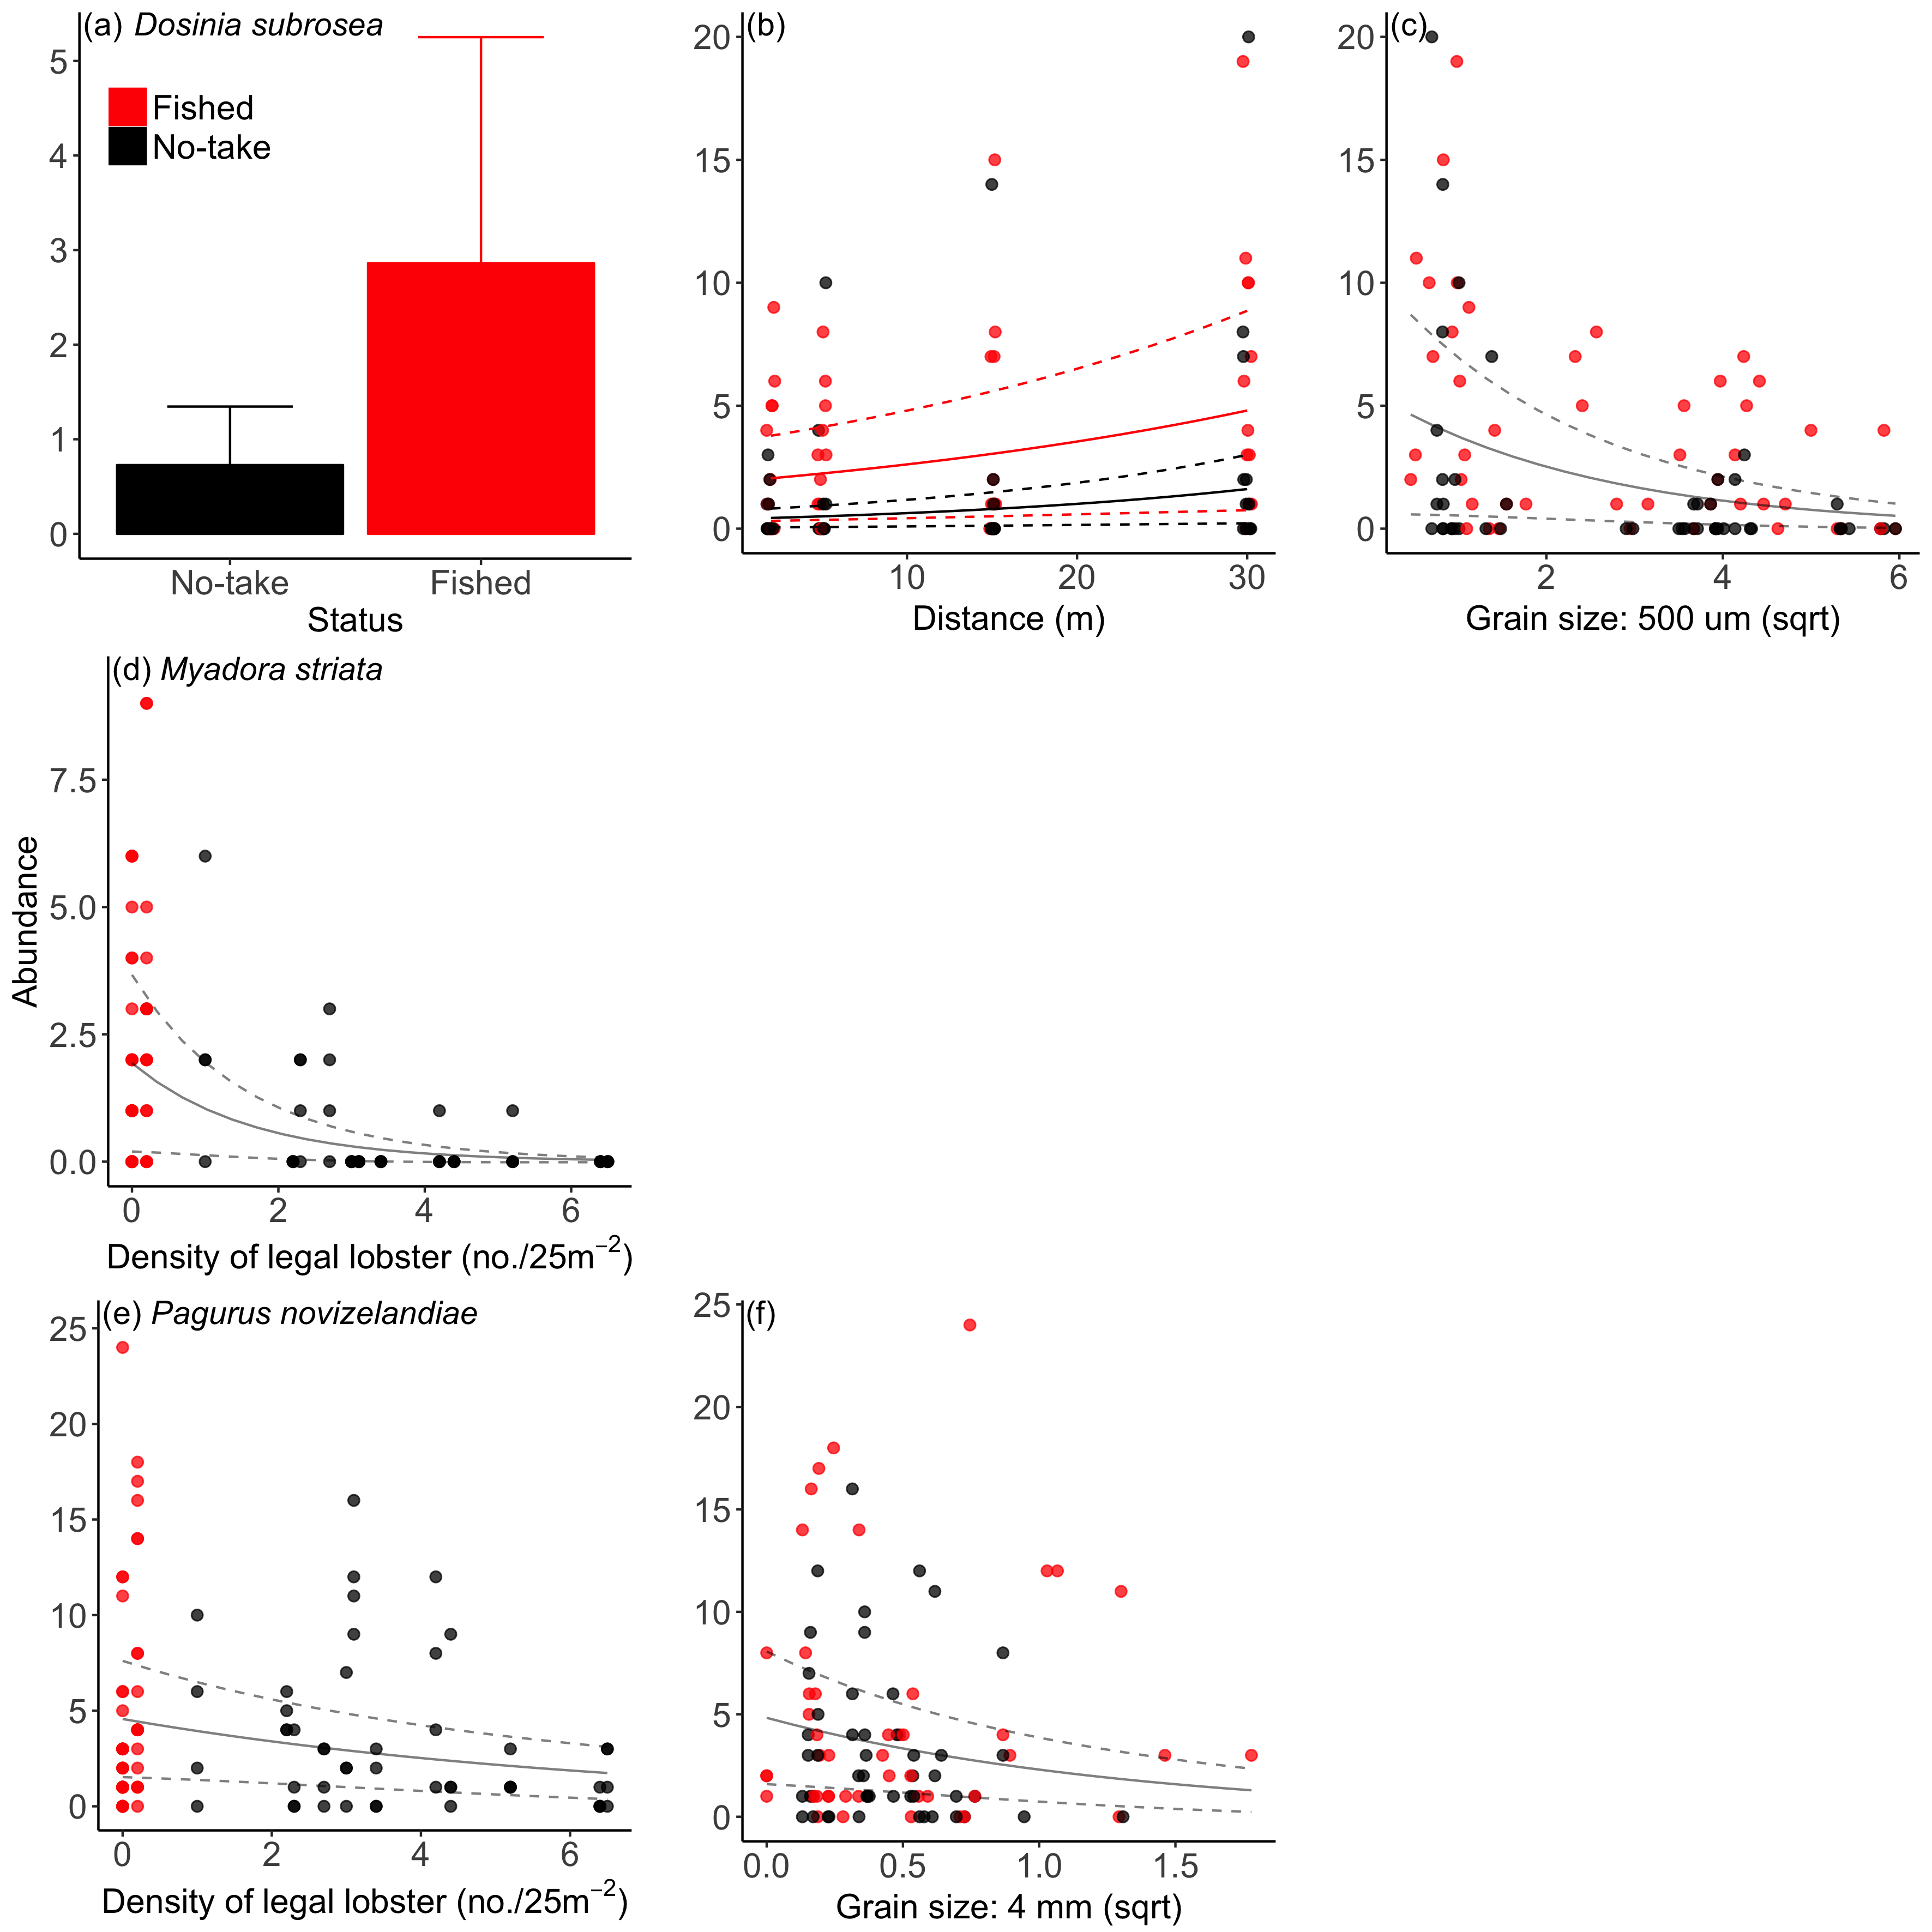 (a) Dosinia subrosea
Fished
No-take
5
4
3
2
1
0
No-take Fished
Status
(b)
20
15
10
5
0
10 20 30
Distance (m)
(c)
20
15
10
5
0
2 4 6
Grain size: 500 um (sqrt)
Abundance
(d) Myadora striata
7.5
5.0
2.5
0.0
0 2 4 6
Density of legal lobster (no./25m⁻²)
(e) Pagurus novizelandiae
25
20
15
10
5
0
0 2 4 6
Density of legal lobster (no./25m⁻²)
(f)
25
20
15
10
5
0
0.0 0.5 1.0 1.5
Grain size: 4 mm (sqrt)